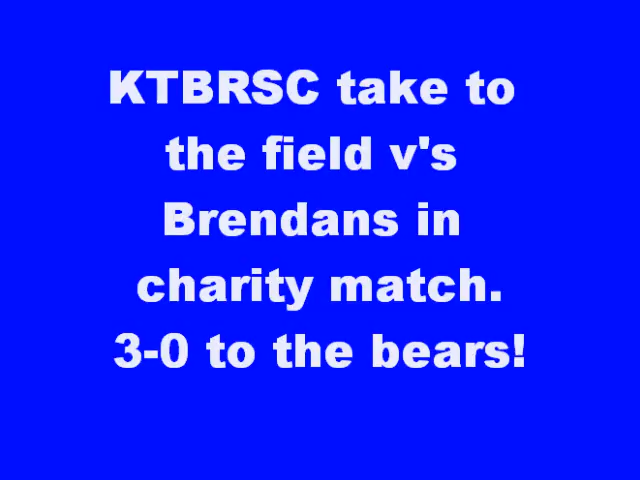 KTBRSC take to
the field v's
Brendans in
charity match.
3-0 to the bears!